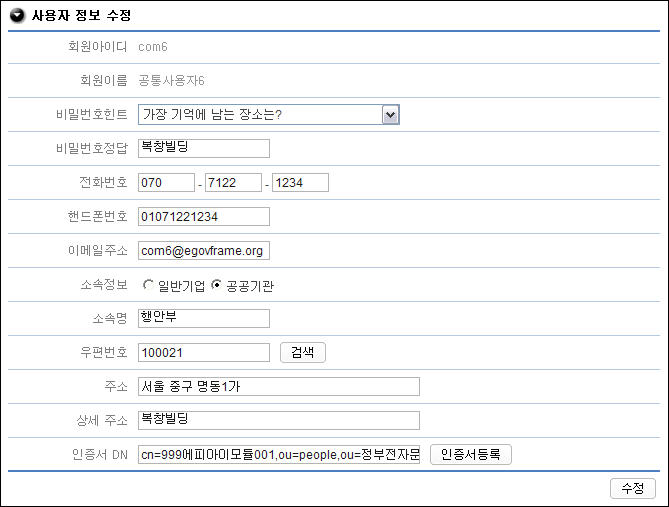 사용자 정보 수정
회원아이디 com6
회원이름 공통사용자6
비밀번호힌트 가장 기억에 남는 장소는?
비밀번호정답 복창빌딩
전화번호 070 - 7122 - 1234
핸드폰번호 01071221234
이메일주소 com6@egovframe.org
소속정보 일반기업 공공기관
소속명 행안부
우편번호 100021 검색
주소 서울 중구 명동1가
상세 주소 복창빌딩
인증서 DN cn=999에피아이모듈001,ou=people,ou=정부전자문 인증서등록
수정